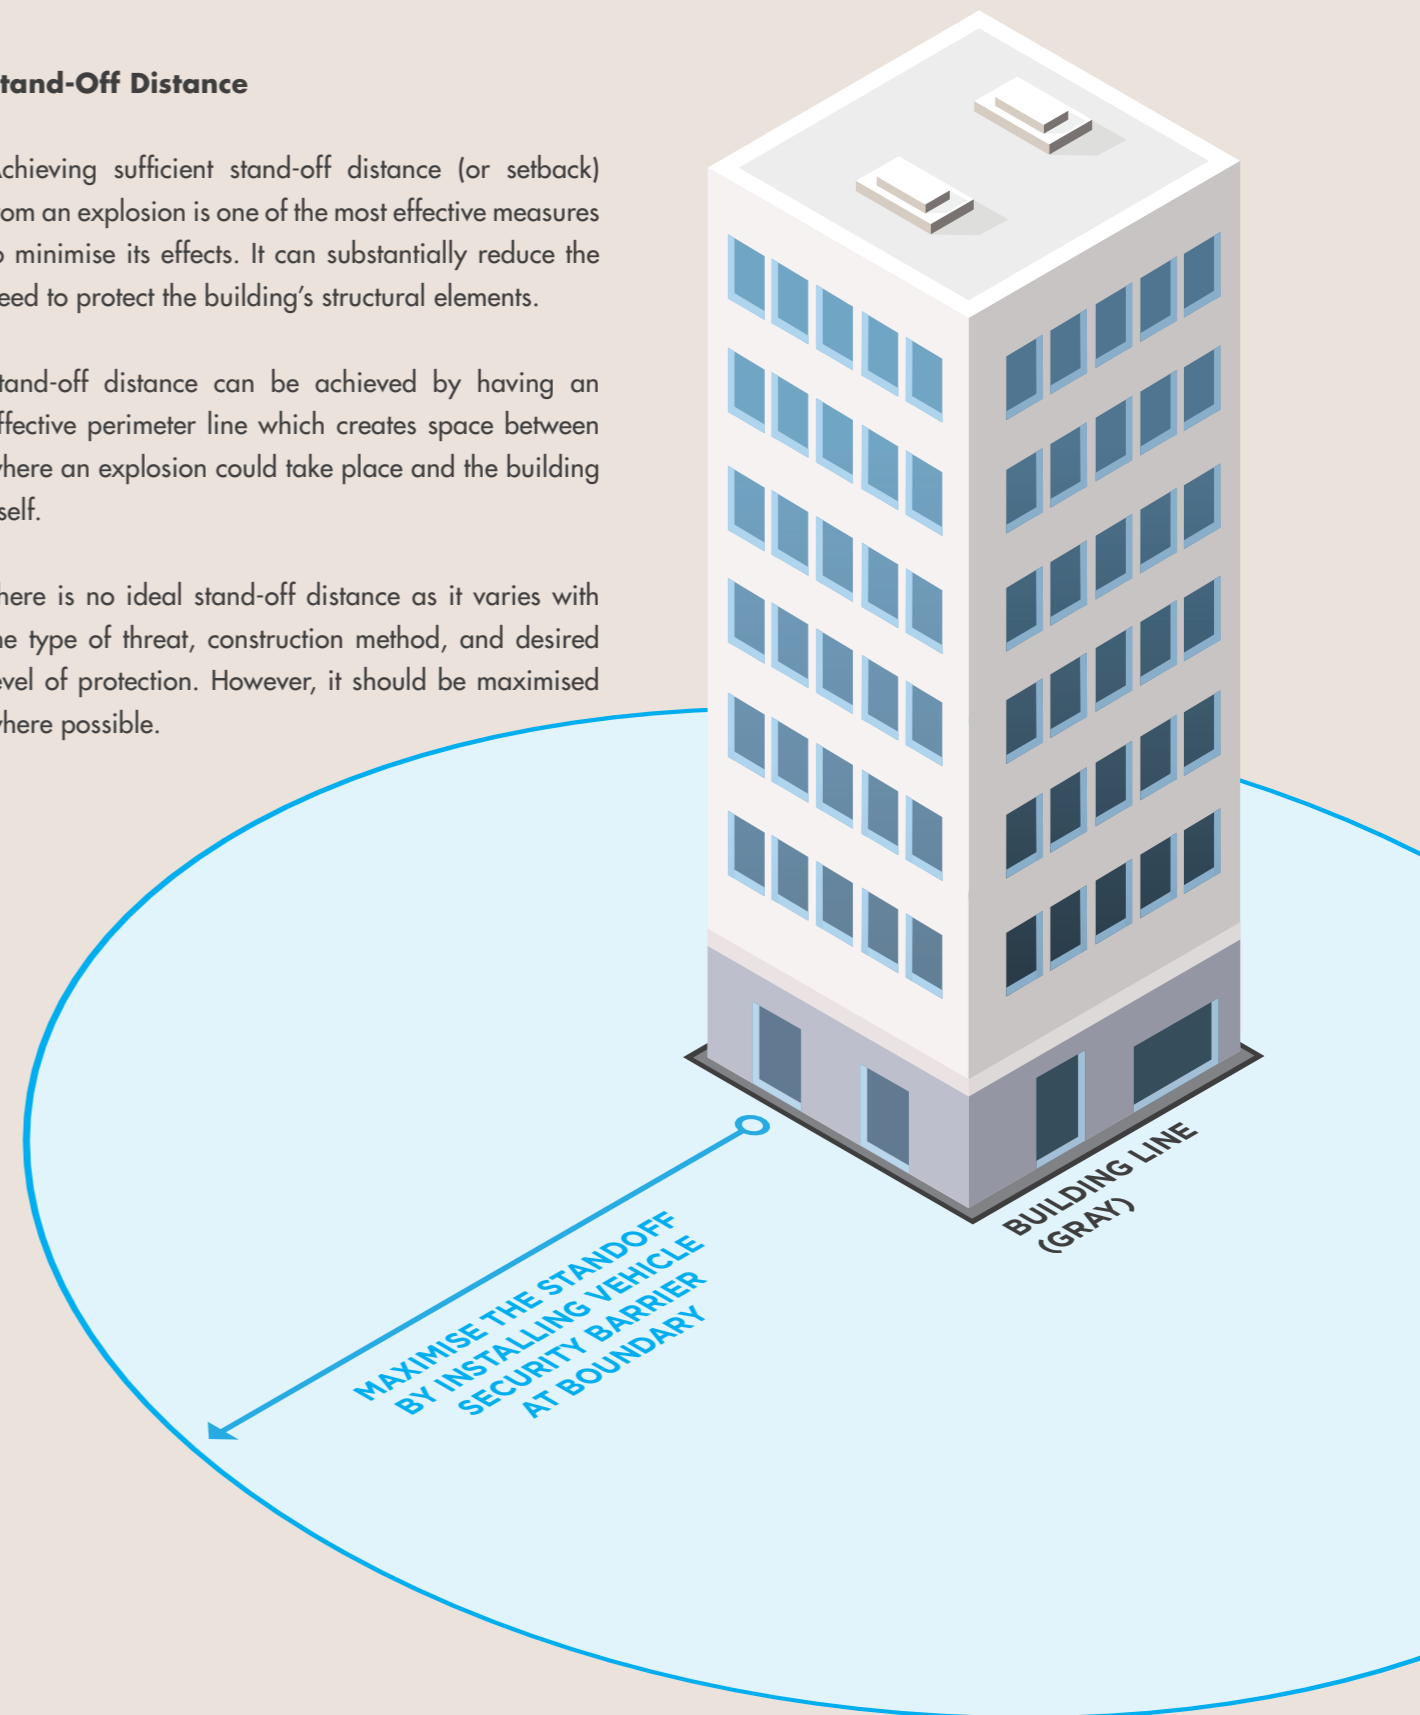 tand-Off Distance
chieving sufficient stand-off distance (or setback)
rom an explosion is one of the most effective measures
o minimise its effects. It can substantially reduce the
eed to protect the building's structural elements.
tand-off distance can be achieved by having an
ffective perimeter line which creates space between
here an explosion could take place and the building
self.
here is no ideal stand-off distance as it varies with
he type of threat, construction method, and desired
evel of protection. However, it should be maximised
here possible.
BUILDING LINE
(GRAY)
MAXIMISE THE STANDOFF
BY INSTALLING VEHICLE
SECURITY BARRIER
AT BOUNDARY